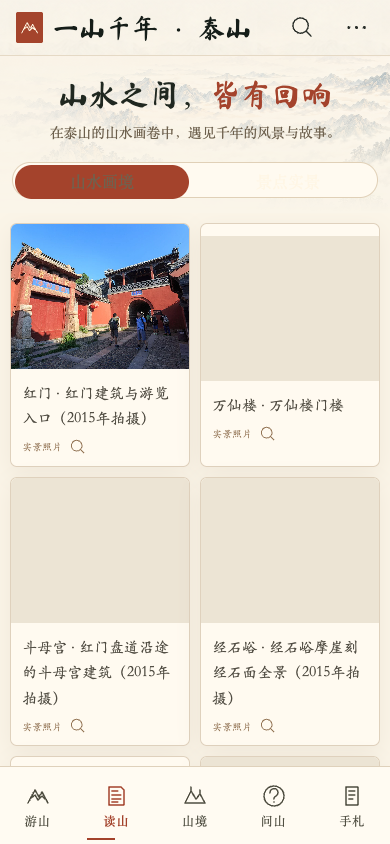 一山千年 · 泰山
山水之间，皆有回响
在泰山的山水画卷中，遇见千年的风景与故事。
山水画境
红门 · 红门建筑与游览
入口（2015年拍摄）
实景照片
万仙楼 · 万仙楼门楼
实景照片
斗母宫 · 红门盘道沿途
的斗母宫建筑（2015年
拍摄）
实景照片
经石峪 · 经石峪摩崖刻
经石面全景（2015年拍
摄）
实景照片
游山
读山
山境
问山
手札